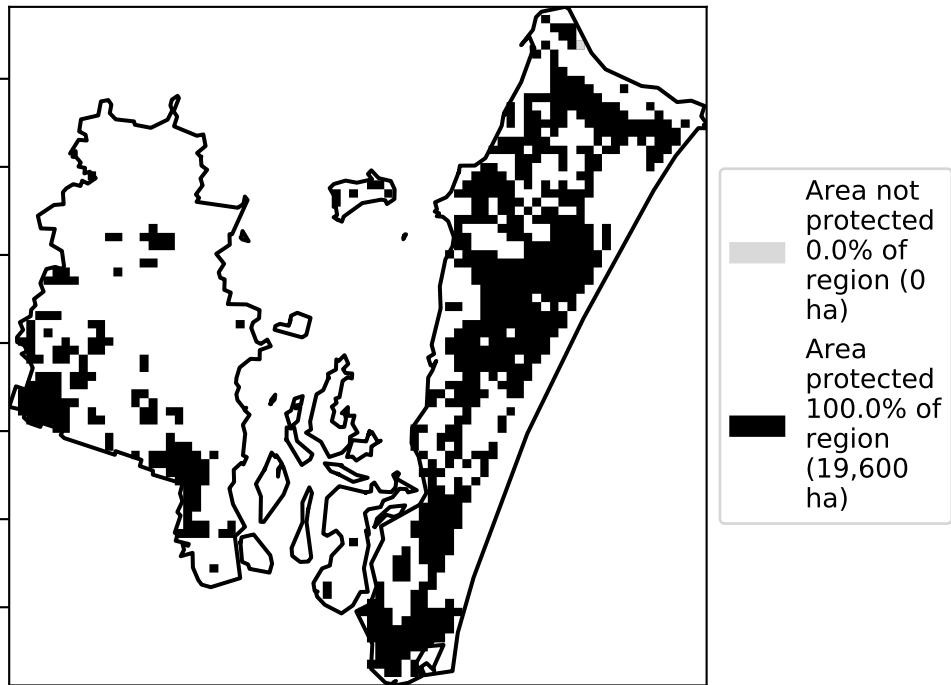 Area not
protected
0.0% of
region (0
ha)
Area
protected
100.0% of
region
(19,600
ha)